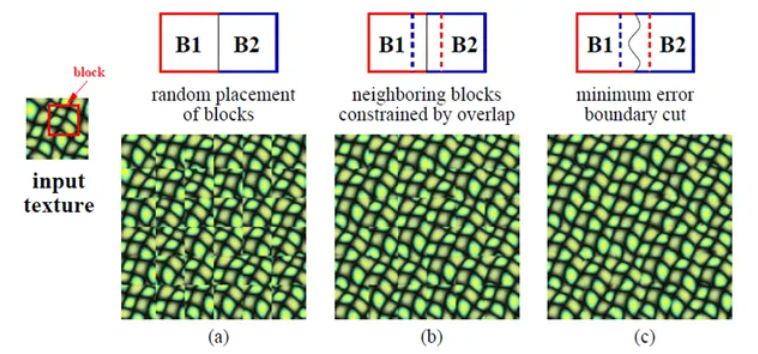 B1 B2
B1 B2
B1 B2
block
random placement
of blocks
neighboring blocks
constrained by overlap
minimum error
boundary cut
input
texture
(a)
(b)
(c)